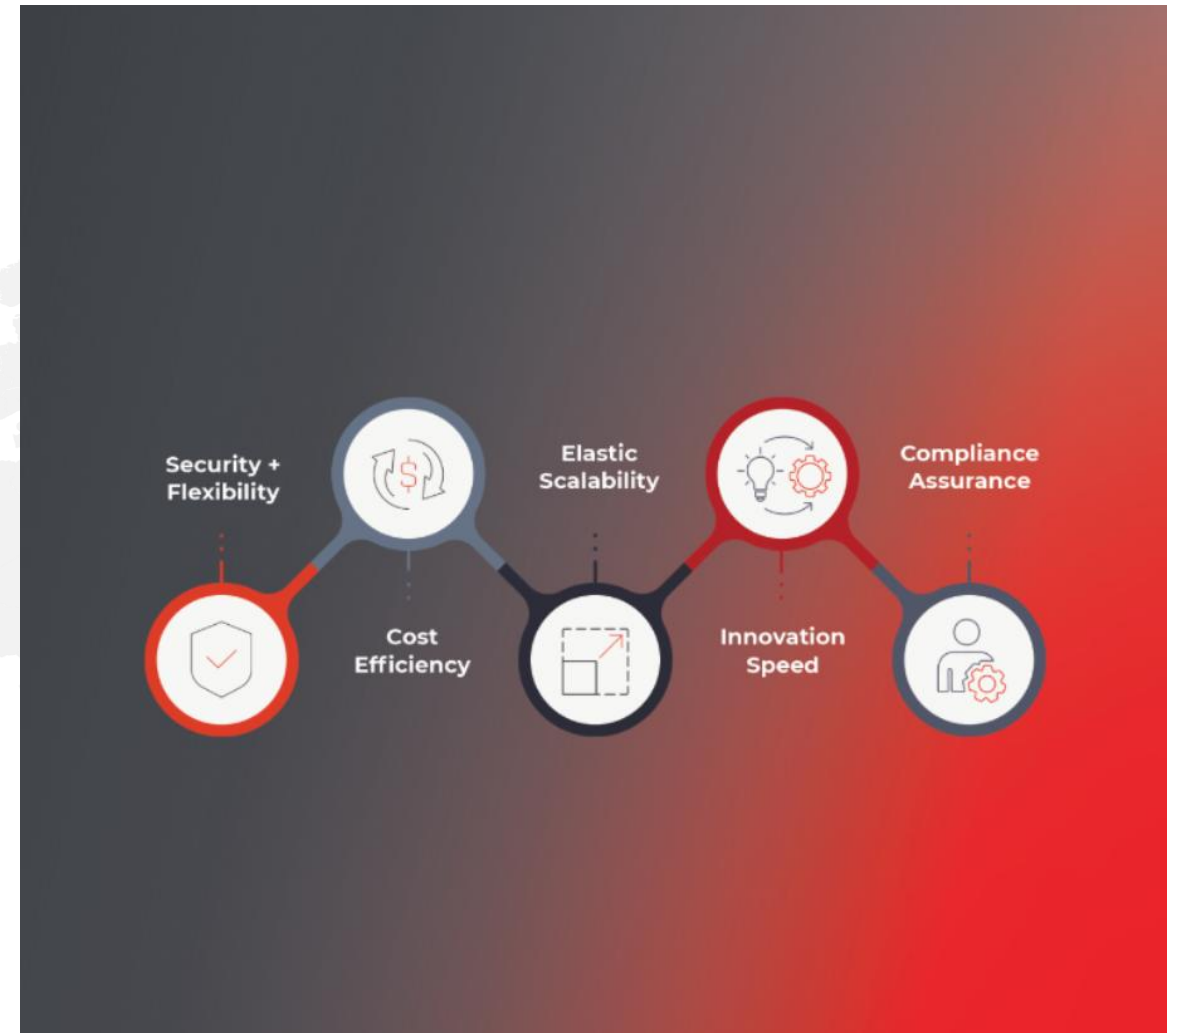 Security +
Flexibility
Cost
Efficiency
Elastic
Scalability
Innovation
Speed
Compliance
Assurance
$